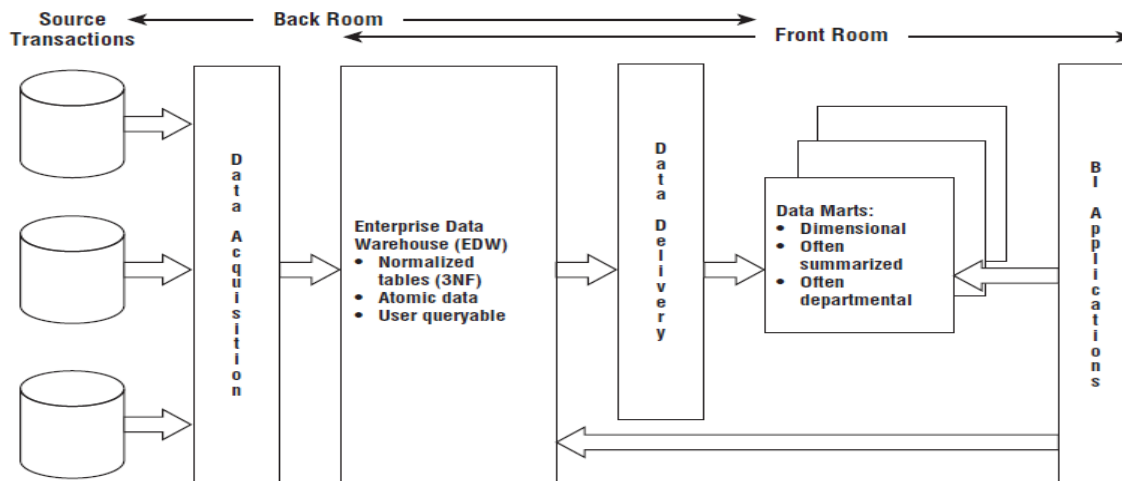 Source
Transactions
Back Room
Front Room
Data Acquisition
Enterprise Data
Warehouse (EDW)
• Normalized
tables (3NF)
• Atomic data
• User queryable
Data Delivery
Data Marts:
• Dimensional
• Often
summarized
• Often
departmental
BI Applications